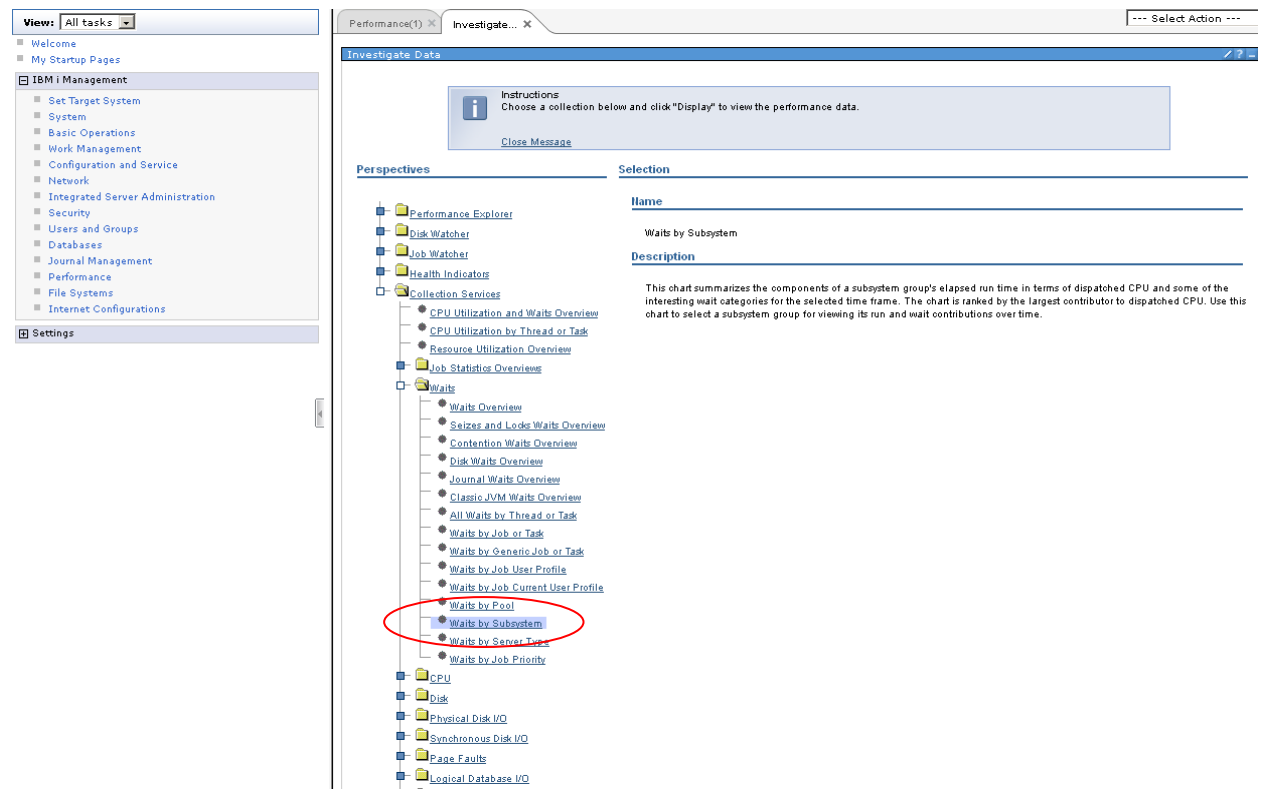 View: All tasks
Welcome
My Startup Pages
IBM i Management
Set Target System
System
Basic Operations
Work Management
Configuration and Service
Network
Integrated Server Administration
Security
Users and Groups
Databases
Journal Management
Performance
File Systems
Internet Configurations
Settings
Performance(1)
Investigate...
--- Select Action ---
Investigate Data
?
Instructions
Choose a collection below and click "Display" to view the performance data.
Close Message
Perspectives
Performance Explorer
Disk Watcher
Job Watcher
Health Indicators
Collection Services
CPU Utilization and Waits Overview
CPU Utilization by Thread or Task
Resource Utilization Overview
Job Statistics Overviews
Waits
Waits Overview
Seizes and Locks Waits Overview
Contention Waits Overview
Disk Waits Overview
Journal Waits Overview
Classic JVM Waits Overview
All Waits by Thread or Task
Waits by Job or Task
Waits by Generic Job or Task
Waits by Job User Profile
Waits by Job Current User Profile
Waits by Pool
Waits by Subsystem
Waits by Server Type
Waits by Job Priority
CPU
Disk
Physical Disk I/O
Synchronous Disk I/O
Page Faults
Logical Database I/O
Selection
Name
Waits by Subsystem
Description
This chart summarizes the components of a subsystem group's elapsed run time in terms of dispatched CPU and some of the
interesting wait categories for the selected time frame. The chart is ranked by the largest contributor to dispatched CPU. Use this
chart to select a subsystem group for viewing its run and wait contributions over time.